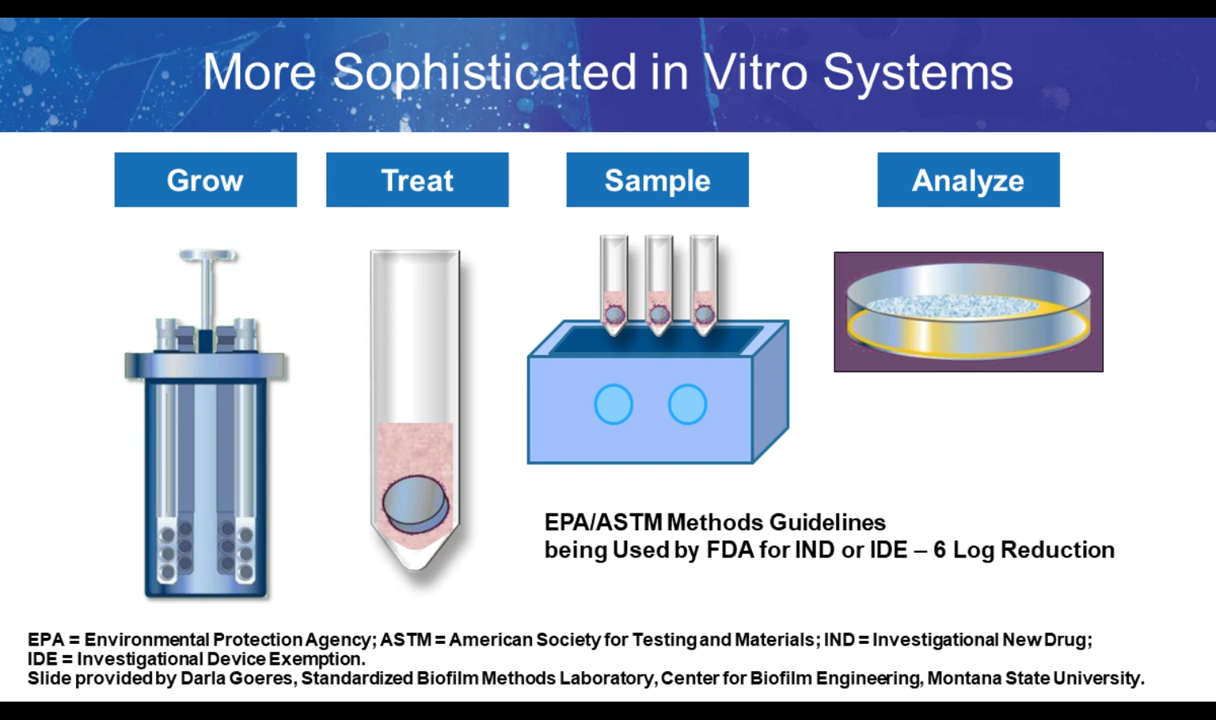 More Sophisticated in Vitro Systems
Grow
Treat
Sample
Analyze
EPA/ASTM Methods Guidelines
being Used by FDA for IND or IDE – 6 Log Reduction
EPA = Environmental Protection Agency; ASTM = American Society for Testing and Materials; IND = Investigational New Drug;
IDE = Investigational Device Exemption.
Slide provided by Darla Goeres, Standardized Biofilm Methods Laboratory, Center for Biofilm Engineering, Montana State University.